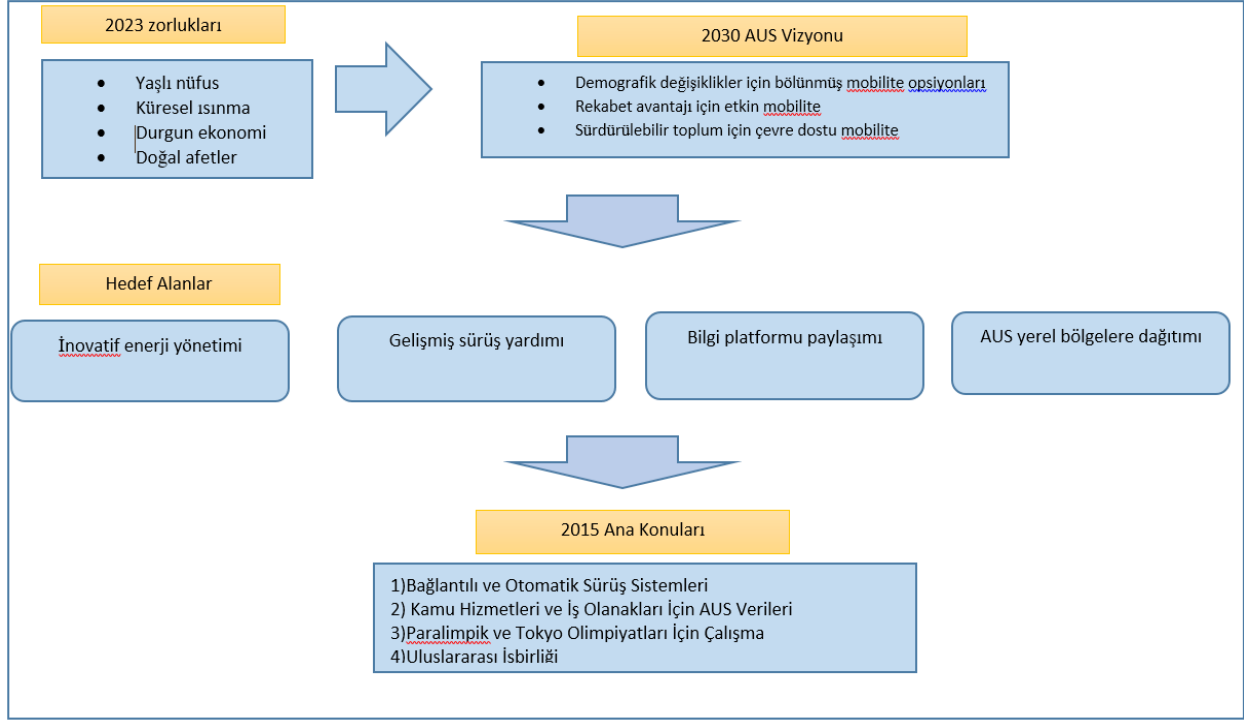 2023 zorlukları
• Yaşlı nüfus
• Küresel ısınma
• Durgun ekonomi
• Doğal afetler
2030 AUS Vizyonu
• Demografik değişiklikler için bölünmüş mobilite opsiyonları
• Rekabet avantajı için etkin mobilite
• Sürdürülebilir toplum için çevre dostu mobilite
Hedef Alanlar
İnovatif enerji yönetimi
Gelişmiş sürüş yardımı
Bilgi platformu paylaşımı
AUS yerel bölgelere dağıtımı
2015 Ana Konuları
1)Bağlantılı ve Otomatik Sürüş Sistemleri
2) Kamu Hizmetleri ve İş Olanakları İçin AUS Verileri
3)Paralimpik ve Tokyo Olimpiyatları İçin Çalışma
4)Uluslararası İsbirliği